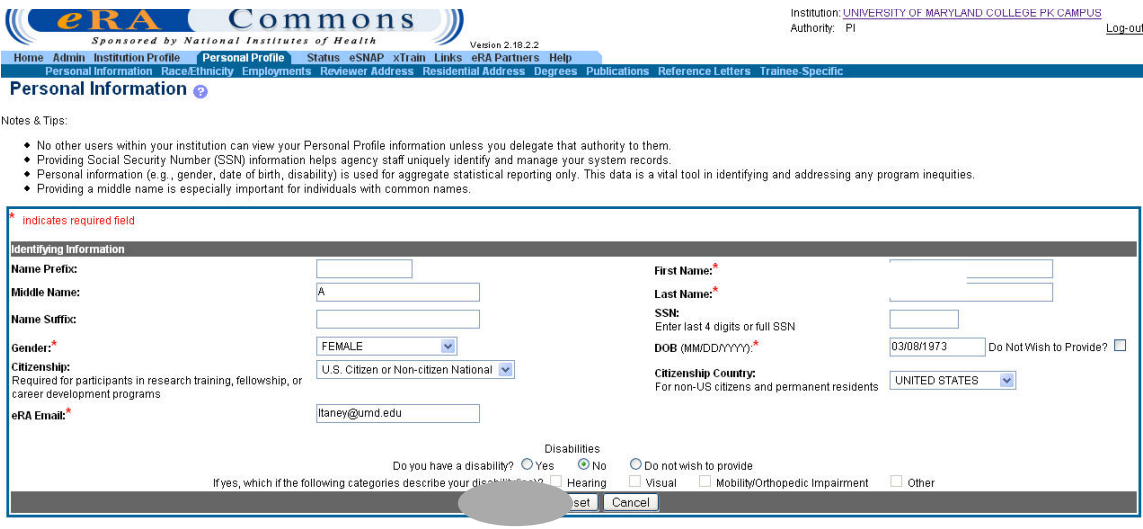 eRA Commons
Sponsored by National Institutes of Health
Version 2.18.2.2
Institution: UNIVERSITY OF MARYLAND COLLEGE PK CAMPUS
Authority: PI
Log-out
Home Admin Institution Profile Personal Profile Status eSNAP xTrain Links eRA Partners Help
Personal Information Race/Ethnicity Employments Reviewer Address Residential Address Degrees Publications Reference Letters Trainee-Specific
Personal Information ?
Notes & Tips:
◆ No other users within your institution can view your Personal Profile information unless you delegate that authority to them.
◆ Providing Social Security Number (SSN) information helps agency staff uniquely identify and manage your system records.
◆ Personal information (e.g., gender, date of birth, disability) is used for aggregate statistical reporting only. This data is a vital tool in identifying and addressing any program inequities.
◆ Providing a middle name is especially important for individuals with common names.
* indicates required field
Identifying Information
Name Prefix:
First Name:*
Middle Name: A
Last Name:*
Name Suffix:
SSN:
Enter last 4 digits or full SSN
Gender:* FEMALE
DOB (MM/DD/YYYY):* 03/08/1973 Do Not Wish to Provide?
Citizenship:
Required for participants in research training, fellowship, or
career development programs
U.S. Citizen or Non-citizen National
Citizenship Country:
For non-US citizens and permanent residents
UNITED STATES
eRA Email:* ltaney@umd.edu
Disabilities
Do you have a disability? Yes No Do not wish to provide
If yes, which if the following categories describe your Hearing Visual Mobility/Orthopedic Impairment Other
set Cancel